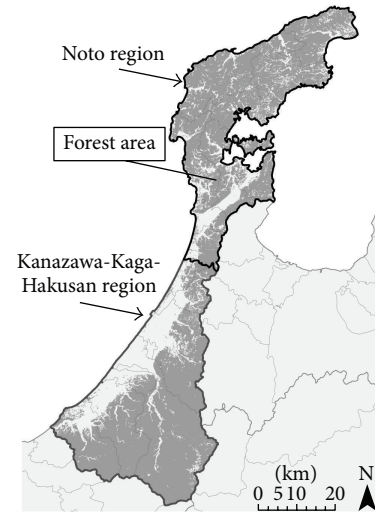 Noto region
Forest area
Kanazawa-Kaga-
Hakusan region
(km)
N
0 5 10 20